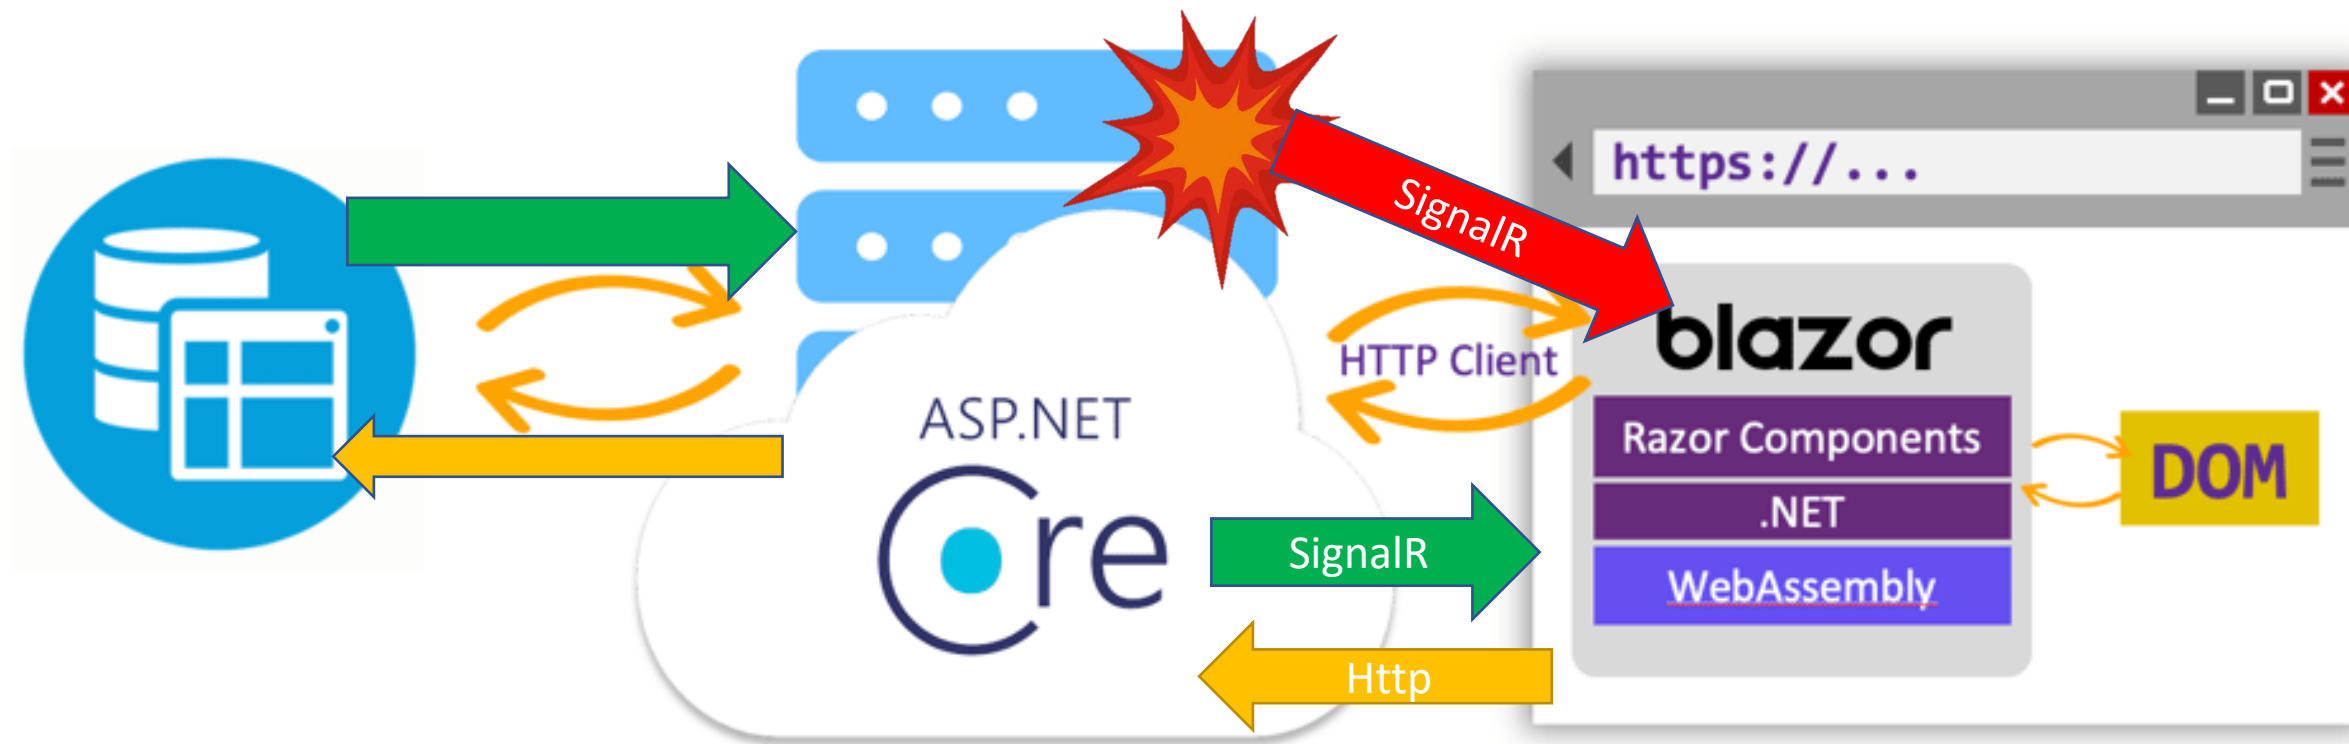 https://...
SignalR
blazor
HTTP Client
ASP.NET
Core
Razor Components
.NET
WebAssembly
DOM
SignalR
Http